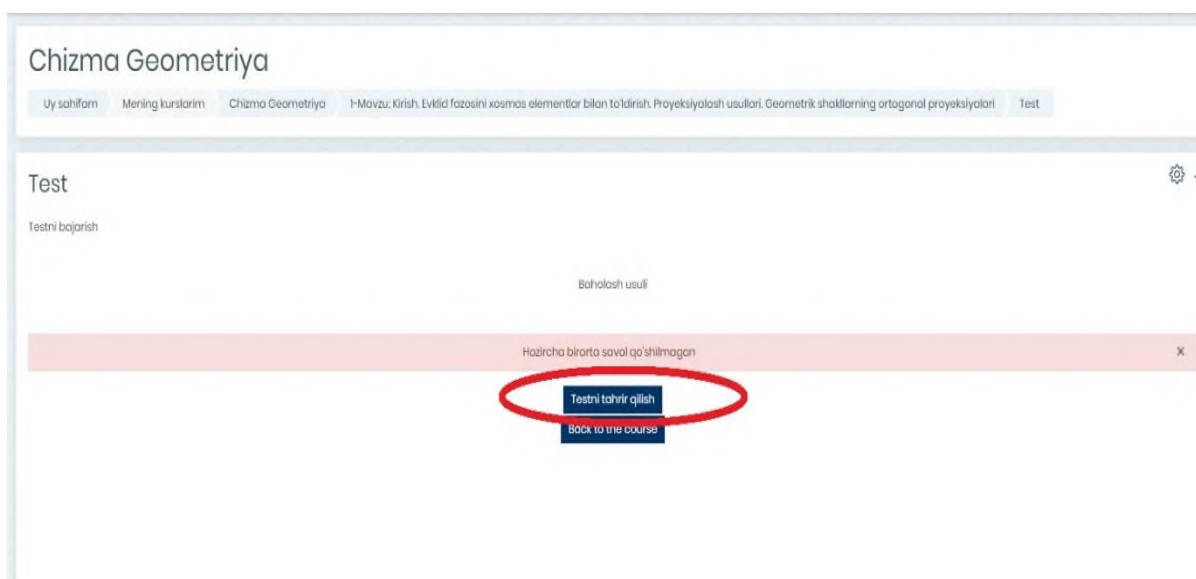 Chizma Geometriya
Uy sahifam Mening kurslarim Chizma Geometriya 1-Mavzu: Kirish. Evklid fazosini xosmas elementlar bilan to'ldirish. Proyeksiyalash usullari. Geometrik shakllarning ortogonal proyeksiyalari Test
Test
Testni bajarish
Baholash usuli
Hozircha birorta savol qo'shilmagan x
Testni tahrir qilish
Back to the course